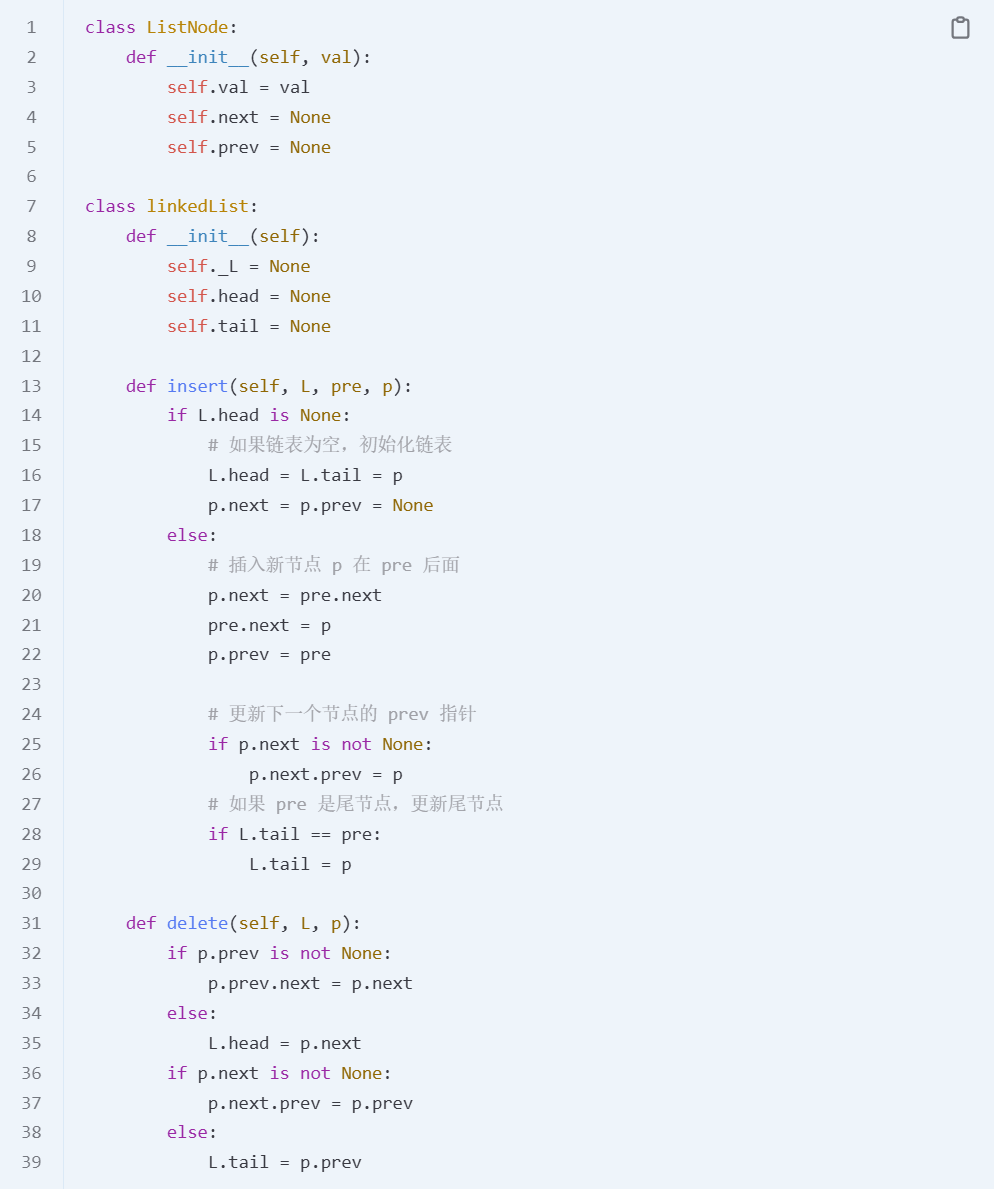 1 class ListNode:
2     def __init__(self, val):
3         self.val = val
4         self.next = None
5         self.prev = None
6
7 class linkedList:
8     def __init__(self):
9         self._L = None
10         self.head = None
11         self.tail = None
12
13     def insert(self, L, pre, p):
14         if L.head is None:
15             # 如果链表为空，初始化链表
16             L.head = L.tail = p
17             p.next = p.prev = None
18         else:
19             # 插入新节点 p 在 pre 后面
20             p.next = pre.next
21             pre.next = p
22             p.prev = pre
23
24             # 更新下一个节点的 prev 指针
25             if p.next is not None:
26                 p.next.prev = p
27             # 如果 pre 是尾节点，更新尾节点
28             if L.tail == pre:
29                 L.tail = p
30
31     def delete(self, L, p):
32         if p.prev is not None:
33             p.prev.next = p.next
34         else:
35             L.head = p.next
36         if p.next is not None:
37             p.next.prev = p.prev
38         else:
39             L.tail = p.prev